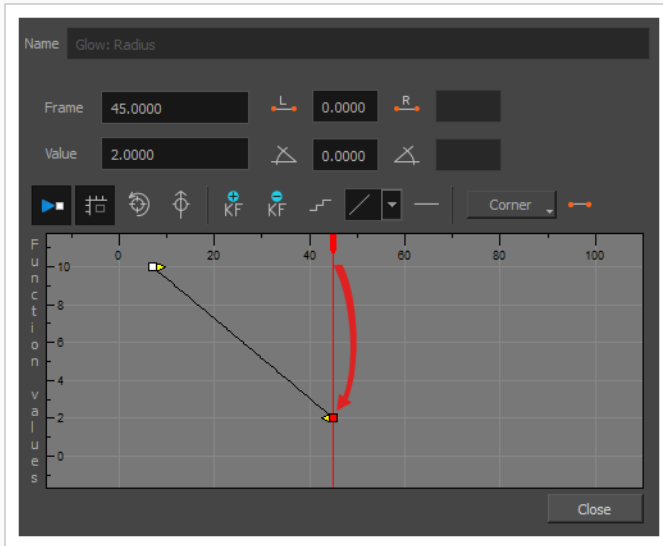 Name Glow: Radius
Frame 45.0000 L 0.0000 R
Value 2.0000 0.0000
KF KF Corner
Function values
0 20 40 60 80 100
10
8
6
4
2
0
Close